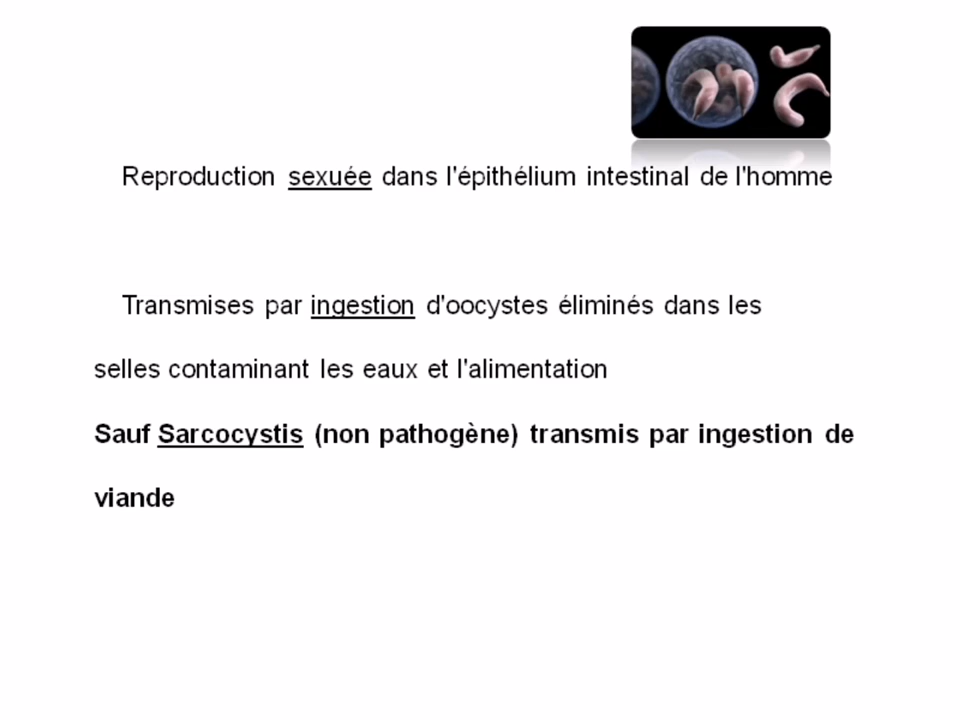 Reproduction sexuée dans l'épithélium intestinal de l'homme
Transmises par ingestion d'oocystes éliminés dans les
selles contaminant les eaux et l'alimentation
Sauf Sarcocystis (non pathogène) transmis par ingestion de
viande